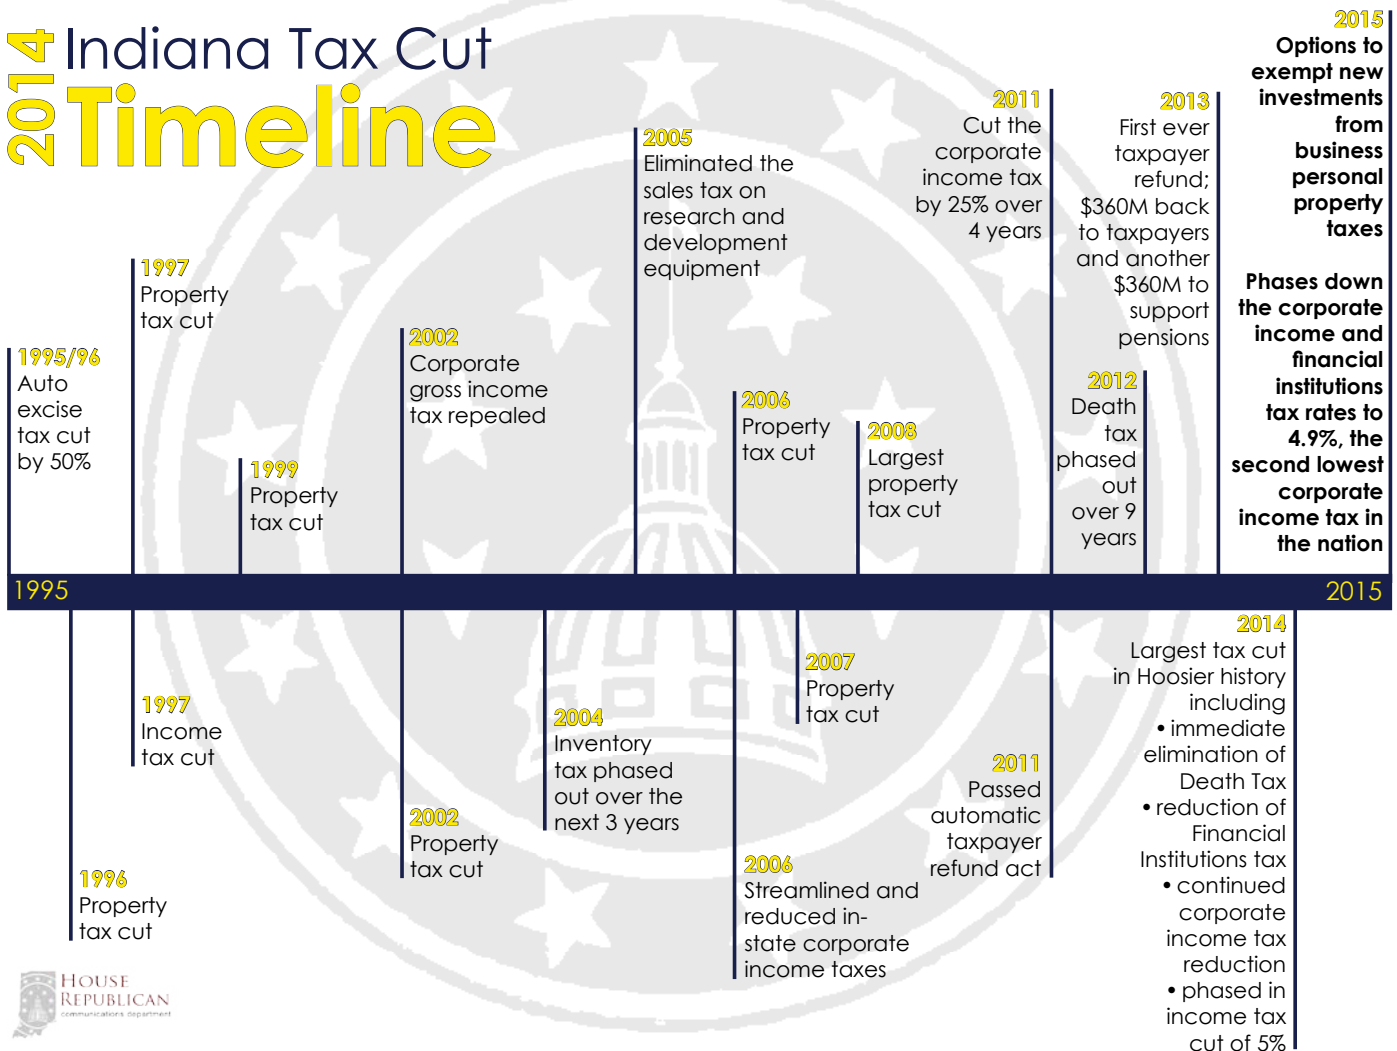 2014
Indiana Tax Cut
Timeline
1995/96
Auto
excise
tax cut
by 50%
1997
Property
tax cut
1999
Property
tax cut
2002
Corporate
gross income
tax repealed
2005
Eliminated the
sales tax on
research and
development
equipment
2006
Property
tax cut
2008
Largest
property
tax cut
2011
Cut the
corporate
income tax
by 25% over
4 years
2012
Death
tax
phased
out
over 9
years
2013
First ever
taxpayer
refund;
$360M back
to taxpayers
and another
$360M to
support
pensions
2015
Options to
exempt new
investments
from
business
personal
property
taxes
Phases down
the corporate
income and
financial
institutions
tax rates to
4.9%, the
second lowest
corporate
income tax in
the nation
1995
2015
1996
Property
tax cut
1997
Income
tax cut
2002
Property
tax cut
2004
Inventory
tax phased
out over the
next 3 years
2006
Streamlined and
reduced in-
state corporate
income taxes
2007
Property
tax cut
2011
Passed
automatic
taxpayer
refund act
2014
Largest tax cut
in Hoosier history
including
• immediate
elimination of
Death Tax
• reduction of
Financial
Institutions tax
• continued
corporate
income tax
reduction
• phased in
income tax
cut of 5%
HOUSE
REPUBLICAN
communications department